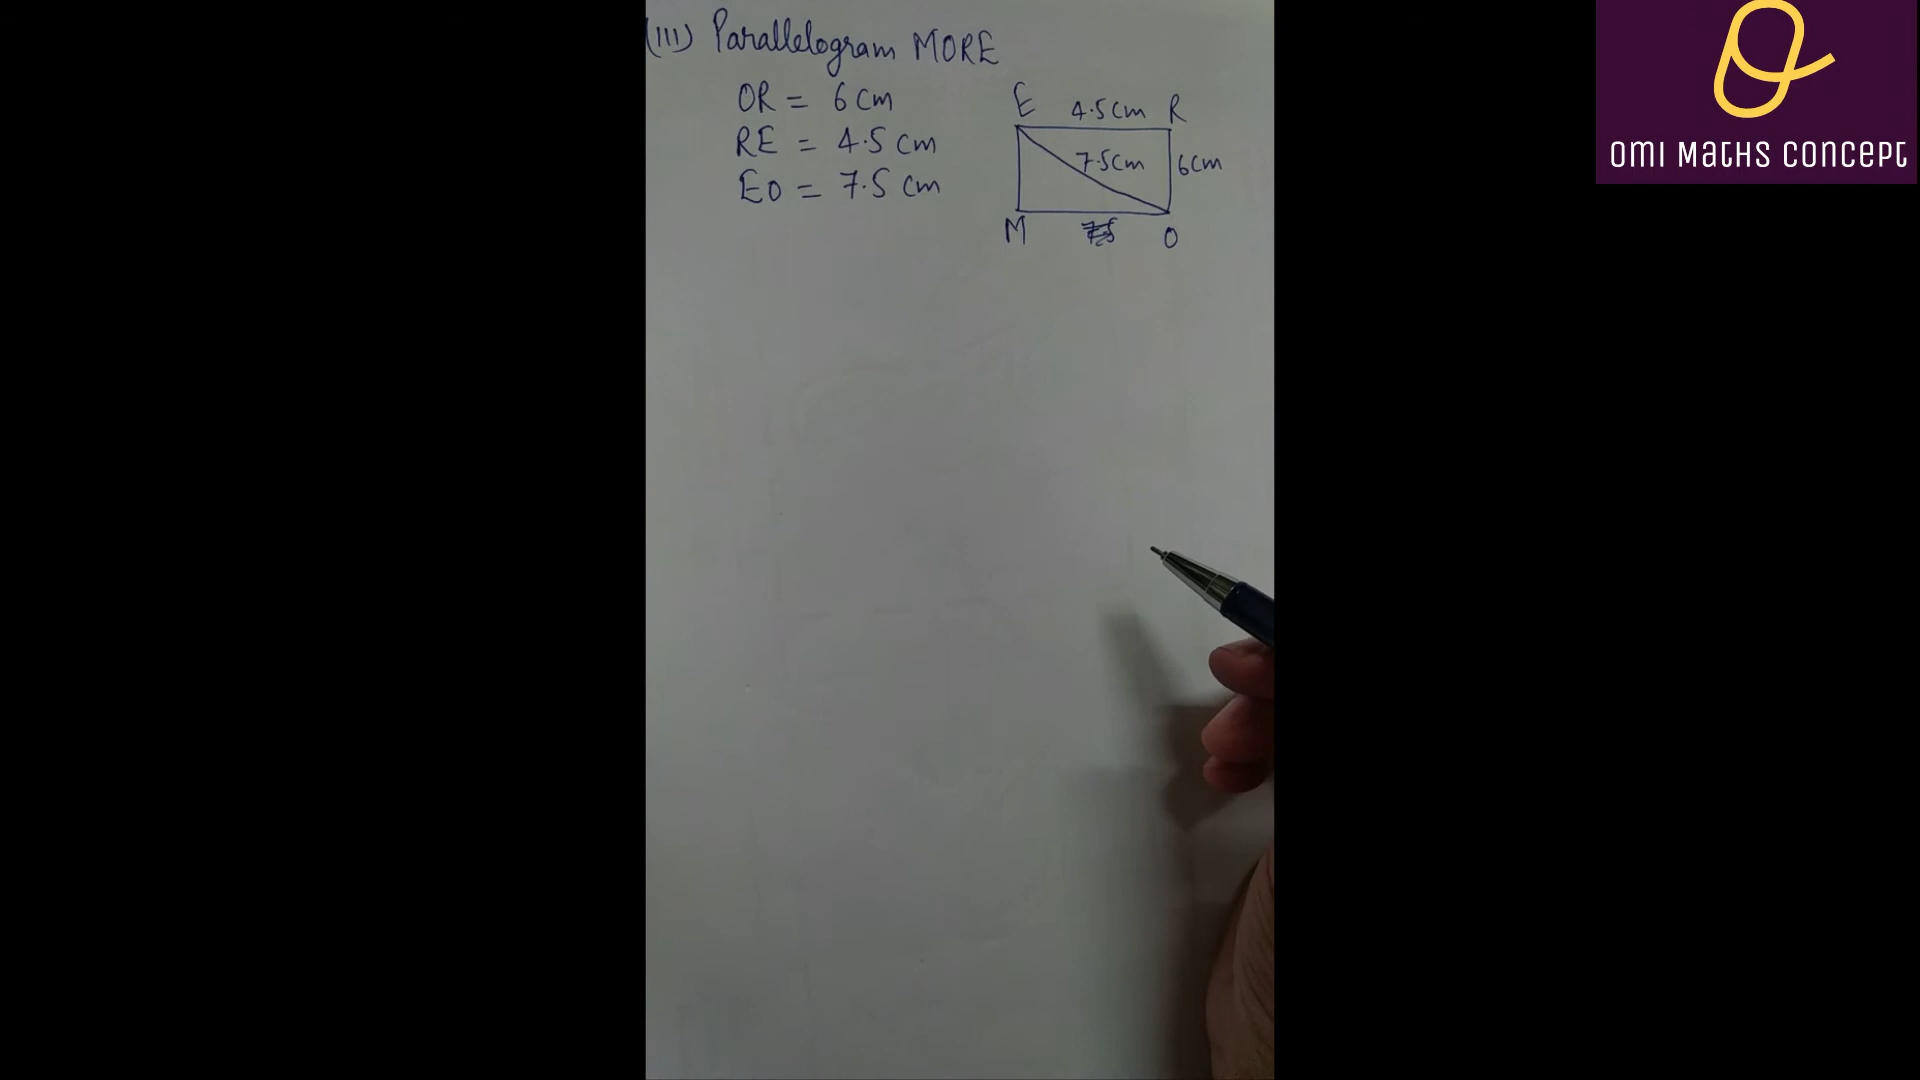 (III) Parallelogram MORE
OR = 6 cm
RE = 4.5 cm
EO = 7.5 cm
E 4.5 cm R
7.5 cm 6 cm
M O
OMI MATHS CONCEPT